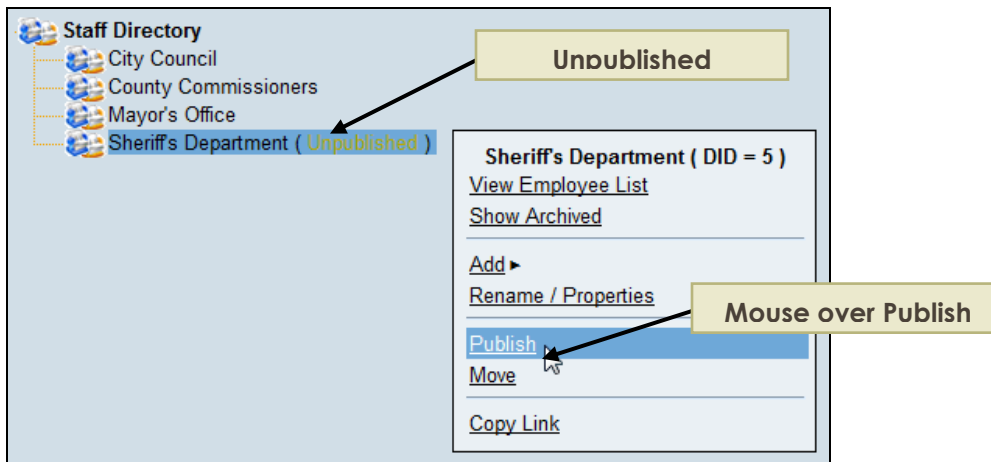 Staff Directory
City Council
County Commissioners
Mayor's Office
Sheriff's Department ( Unpublished )
Unpublished
Sheriff's Department ( DID = 5 )
View Employee List
Show Archived
Add ►
Rename / Properties
Mouse over Publish
Publish
Move
Copy Link